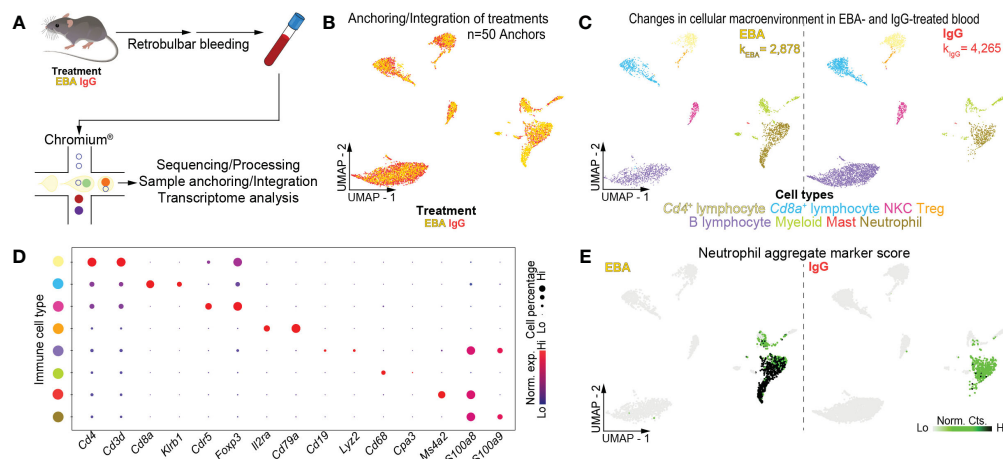 A
Retrobulbar bleeding
Treatment
EBA IgG
Chromium®
Sequencing/Processing
Sample anchoring/Integration
Transcriptome analysis
B
Anchoring/Integration of treatments
n=50 Anchors
UMAP - 2
UMAP - 1
Treatment
EBA IgG
C
Changes in cellular macroenvironment in EBA- and IgG-treated blood
EBA
kEBA= 2,878
IgG
kIgG= 4,265
UMAP - 2
UMAP - 1
Cell types
Cd4+ lymphocyte Cd8a+ lymphocyte NKC Treg
B lymphocyte Myeloid Mast Neutrophil
D
Immune cell type
Cd4
Cd3d
Cd8a
Klrb1
Cdr5
Foxp3
Il2ra
Cd79a
Cd19
Lyz2
Cd68
Cpa3
Ms4a2
S100a8
S100a9
Cell percentage
Lo Hi
Norm. exp.
Lo Hi
E
Neutrophil aggregate marker score
EBA
IgG
UMAP - 2
UMAP - 1
Norm. Cts.
Lo H